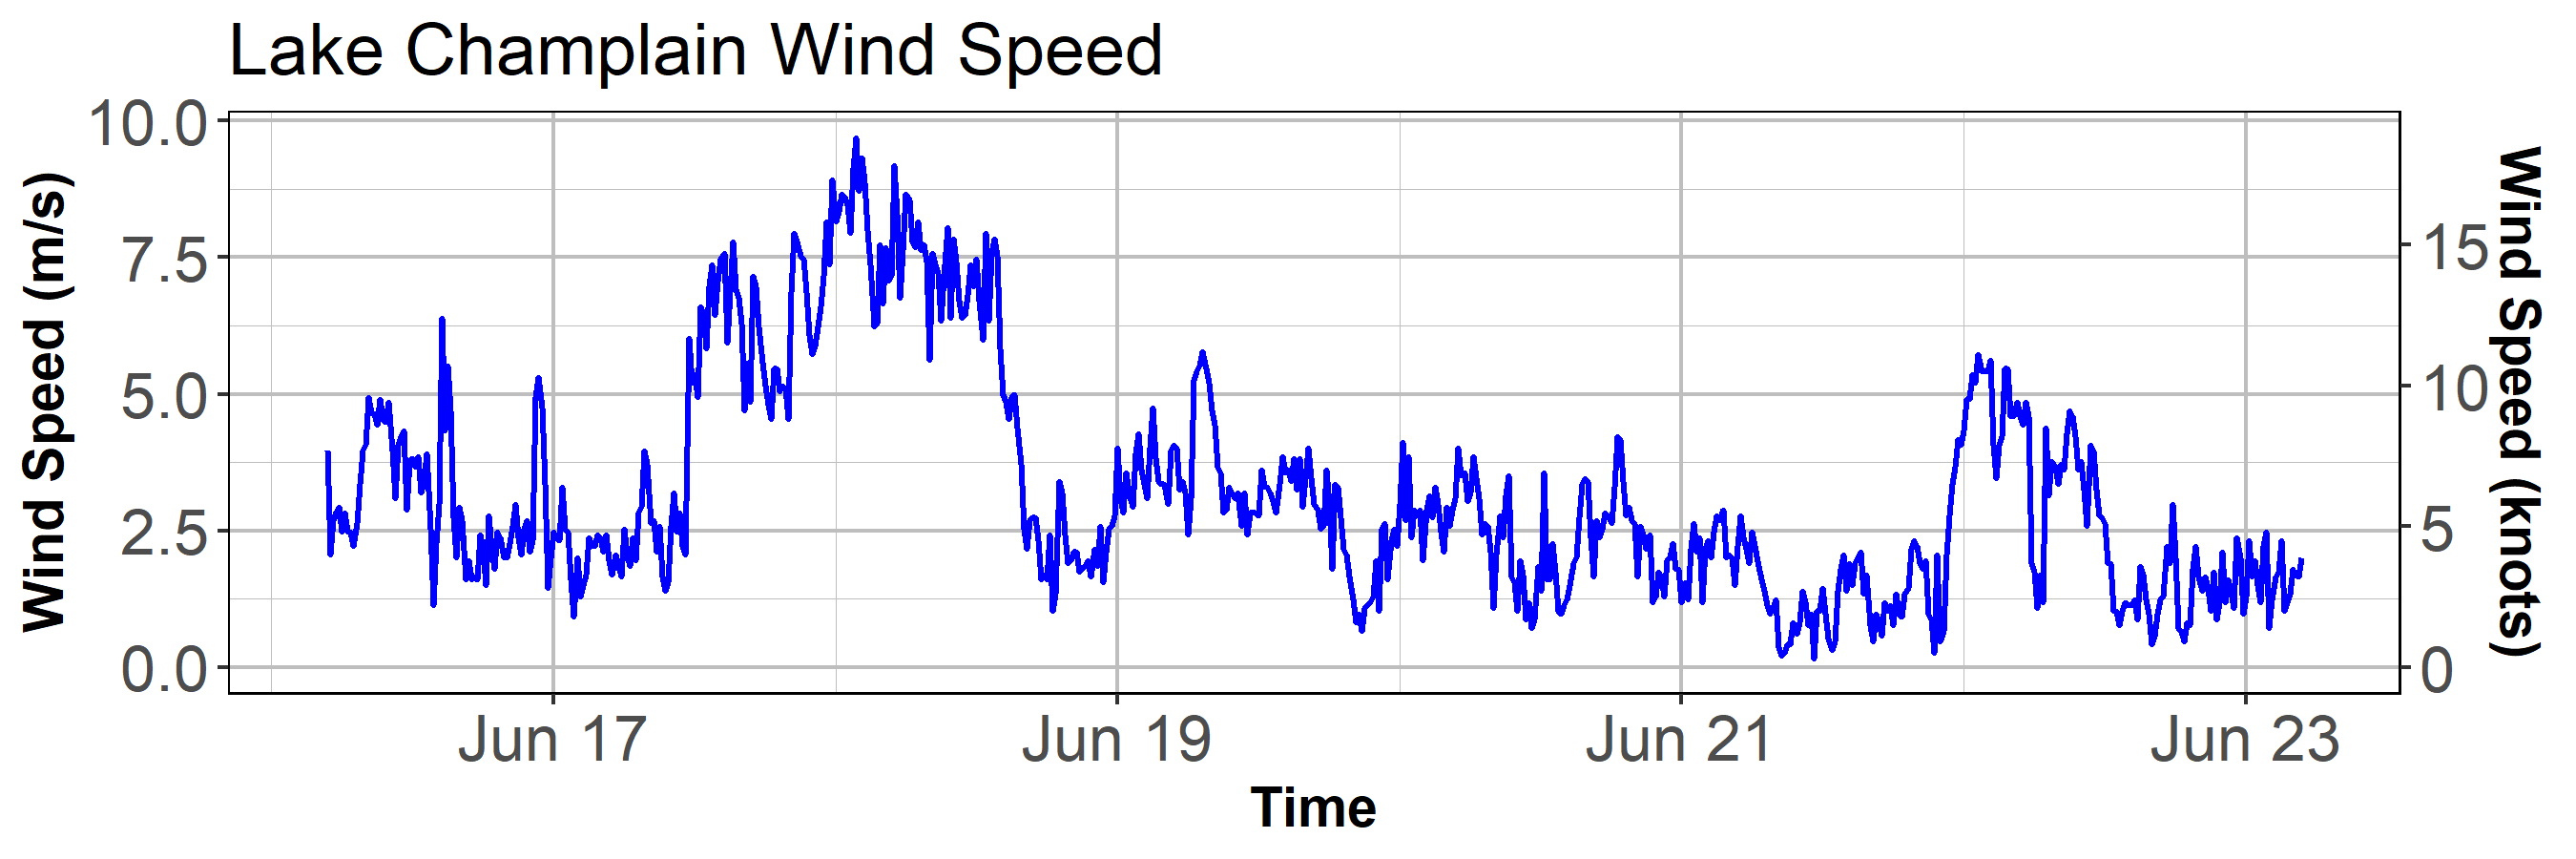 Lake Champlain Wind Speed
Wind Speed (m/s)
10.0
7.5
5.0
2.5
0.0
Wind Speed (knots)
15
10
5
0
Jun 17
Jun 19
Jun 21
Jun 23
Time